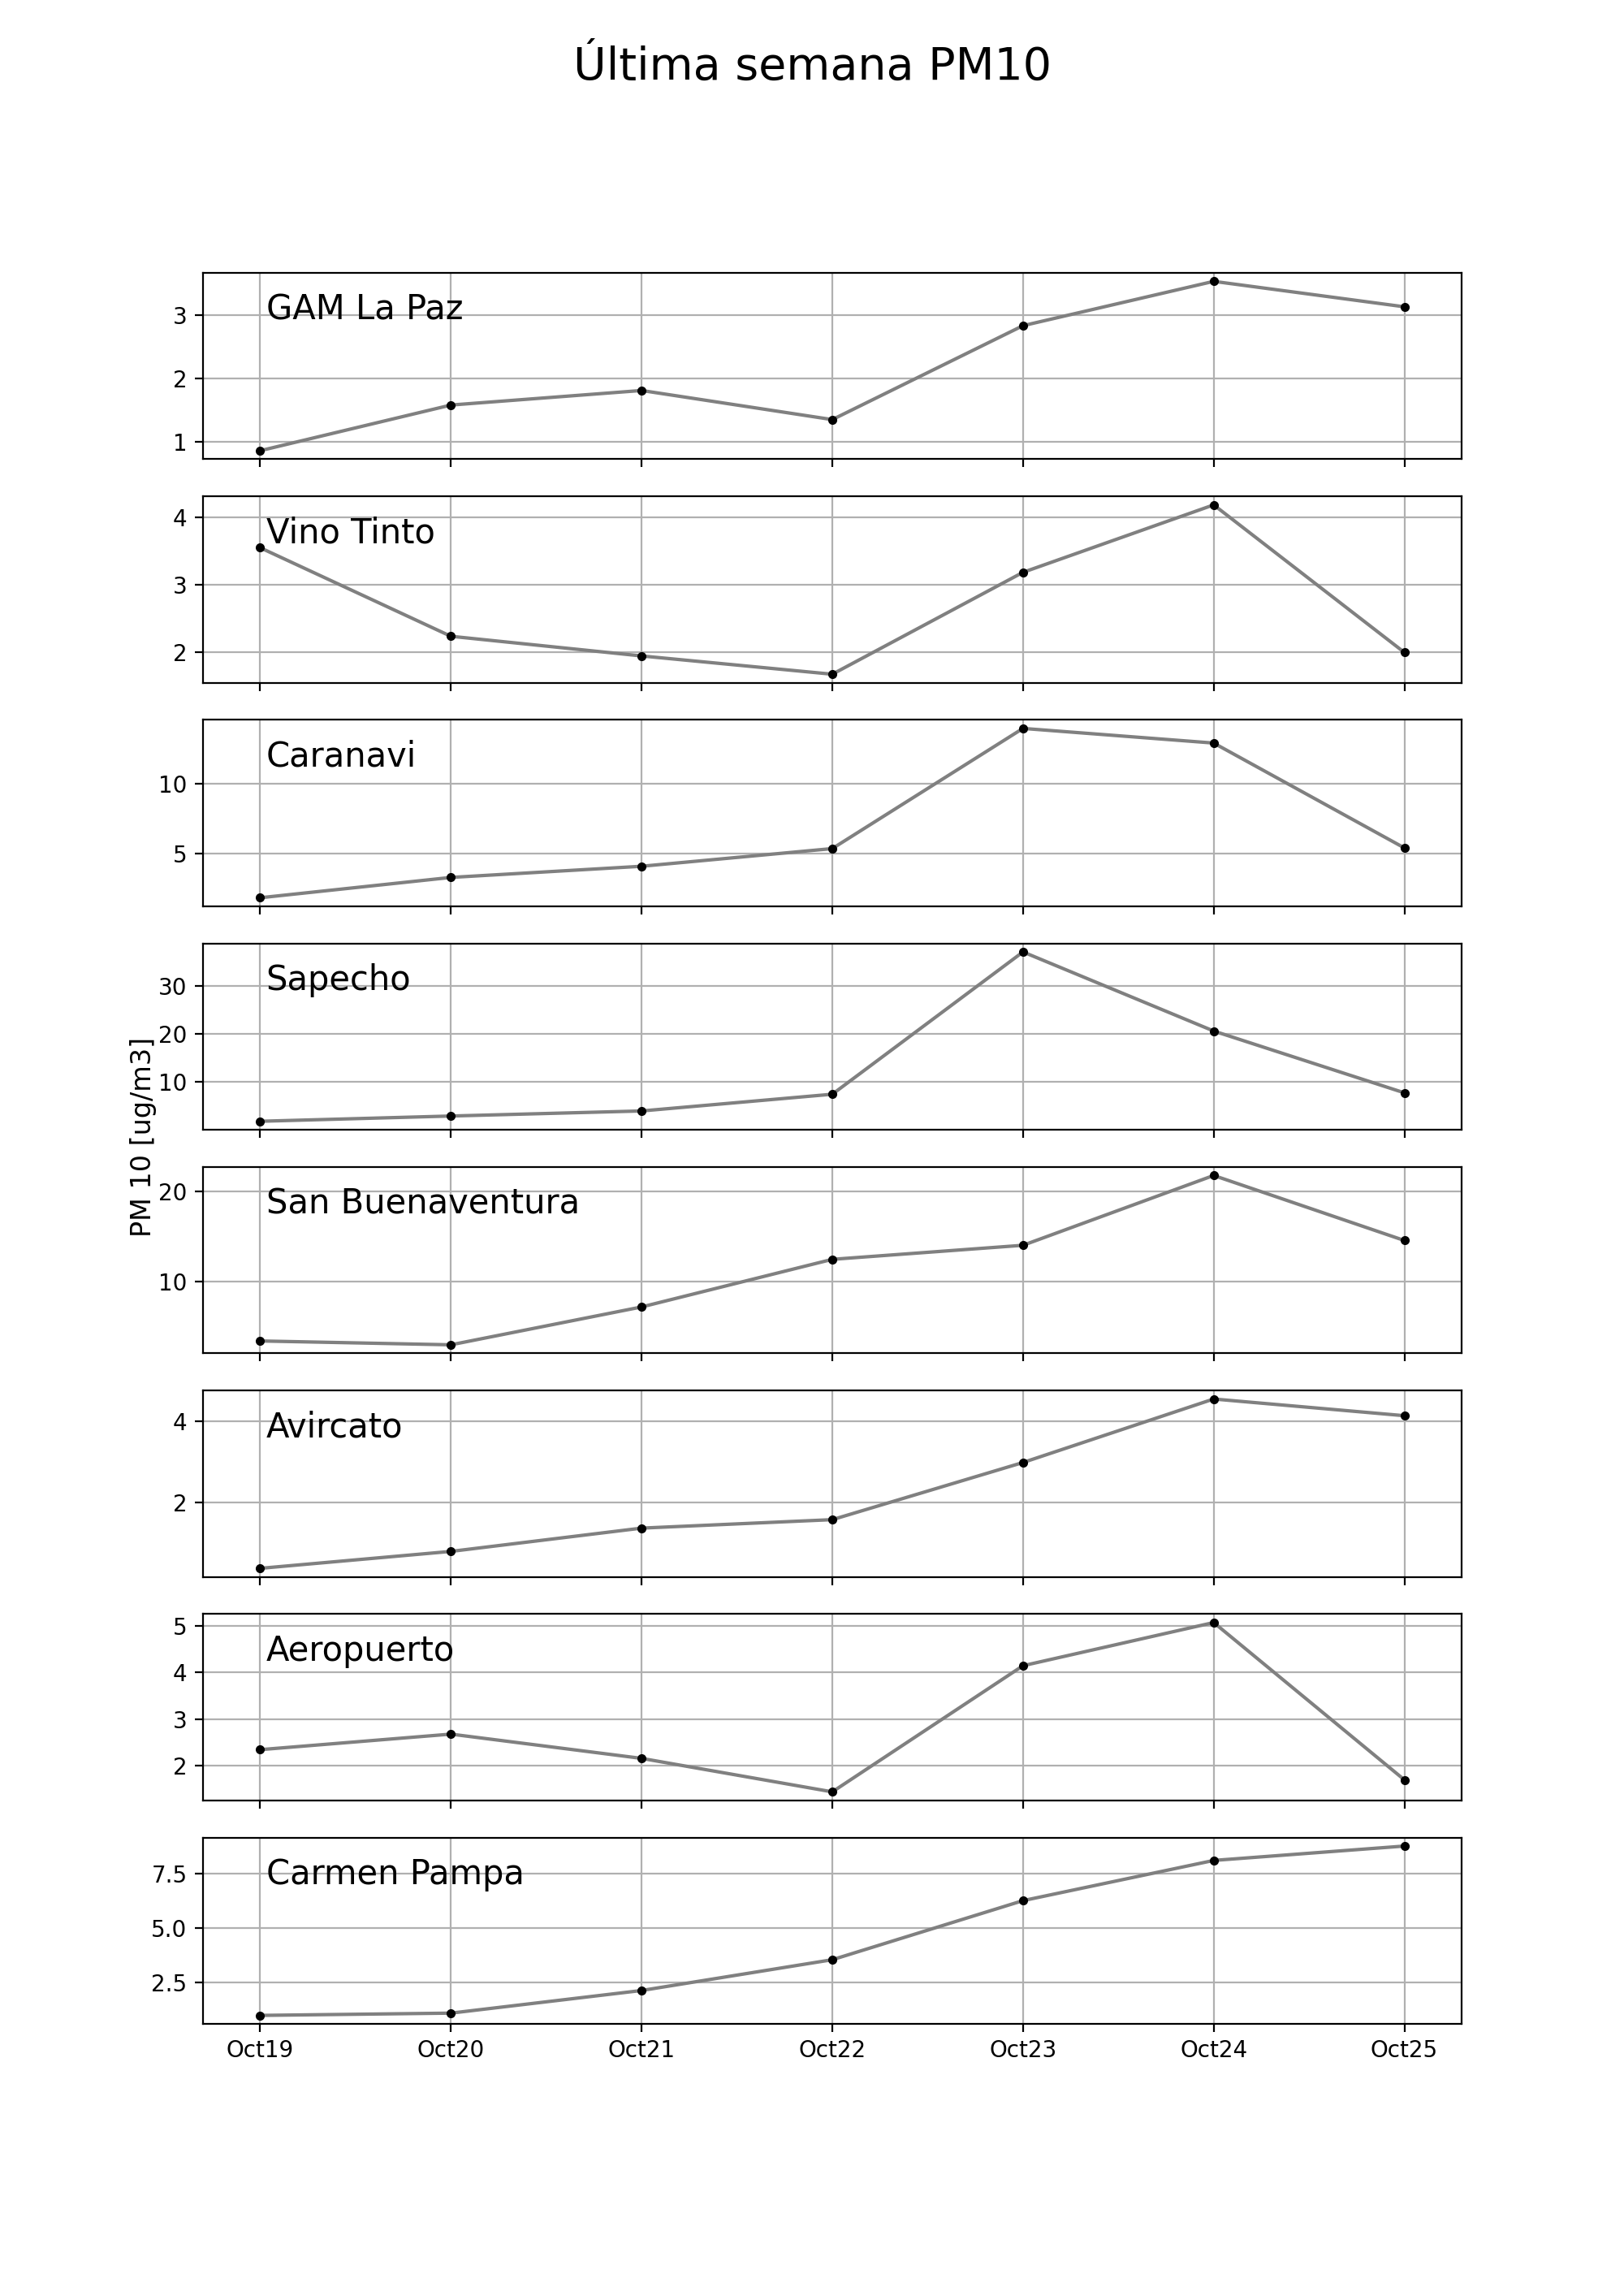 Última semana PM10
GAM La Paz
3
2
1
Vino Tinto
4
3
2
Caranavi
10
5
Sapecho
30
20
10
PM 10 [ug/m3]
San Buenaventura
20
10
Avircato
4
2
Aeropuerto
5
4
3
2
Carmen Pampa
7.5
5.0
2.5
Oct19 Oct20 Oct21 Oct22 Oct23 Oct24 Oct25